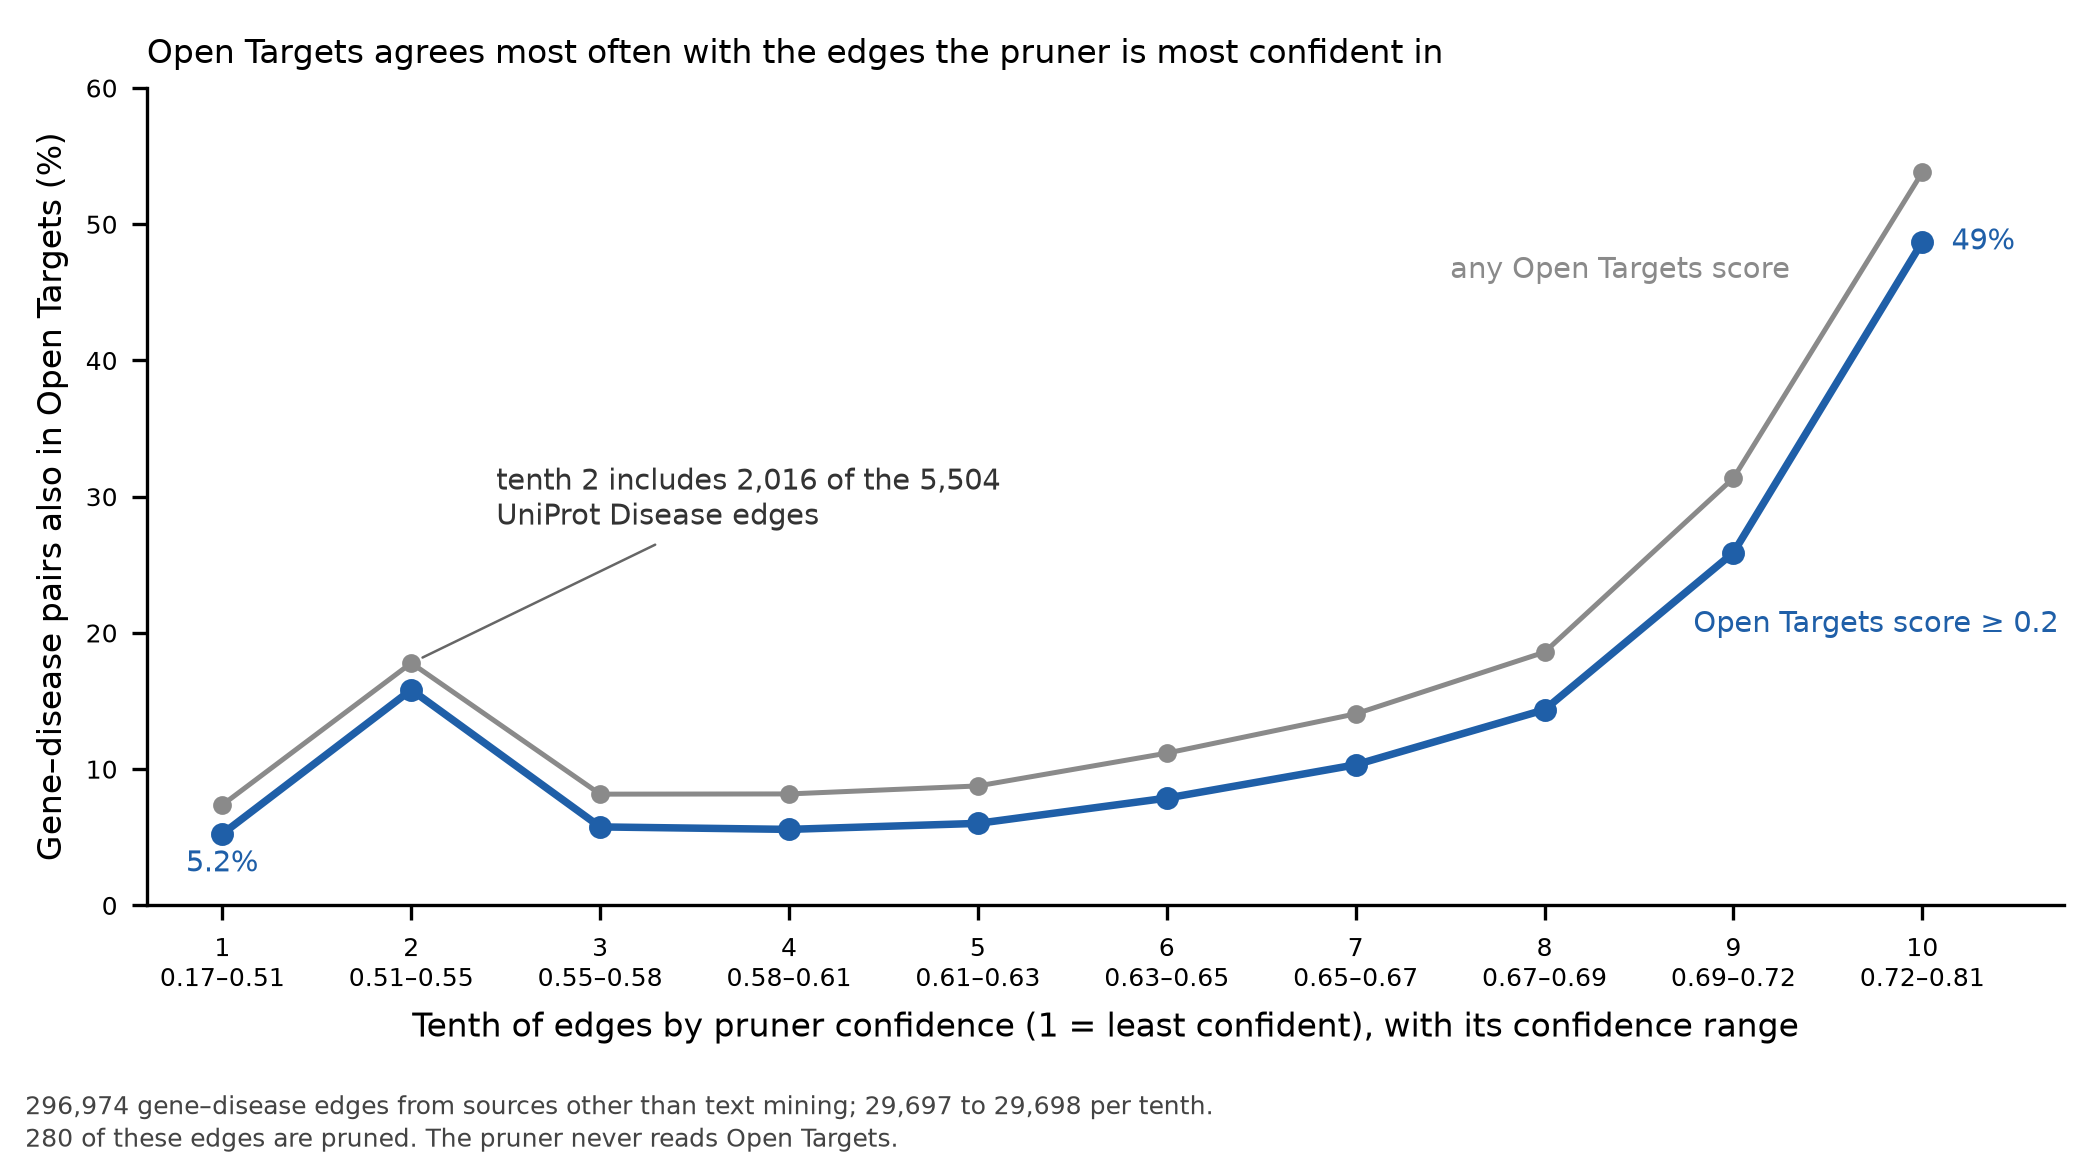 Open Targets agrees most often with the edges the pruner is most confident in
Gene–disease pairs also in Open Targets (%)
60
50
40
30
20
10
0
any Open Targets score
49%
tenth 2 includes 2,016 of the 5,504
UniProt Disease edges
Open Targets score ≥ 0.2
5.2%
1 2 3 4 5 6 7 8 9 10
0.17–0.51 0.51–0.55 0.55–0.58 0.58–0.61 0.61–0.63 0.63–0.65 0.65–0.67 0.67–0.69 0.69–0.72 0.72–0.81
Tenth of edges by pruner confidence (1 = least confident), with its confidence range
296,974 gene–disease edges from sources other than text mining; 29,697 to 29,698 per tenth.
280 of these edges are pruned. The pruner never reads Open Targets.